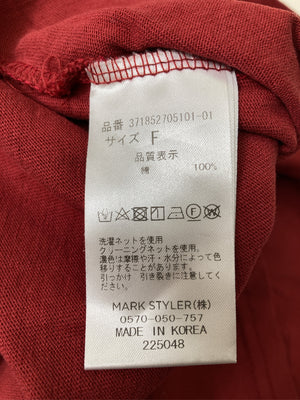 品番 371852705101-01
サイズ F
品質表示
綿 100%
洗濯ネットを使用
クリーニングネットを使用
濃色は摩擦や汗・水分によって色
移りすることがあります。
引っかけ 引き裂きに注意してく
ださい。
MARK STYLER(株)
0570-050-757
MADE IN KOREA
225048